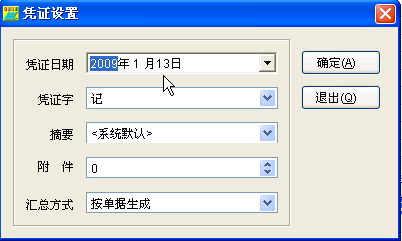 凭证设置
凭证日期 2009年 1 月13日
确定(A)
凭证字 记
退出(Q)
摘要 <系统默认>
附 件 0
汇总方式 按单据生成